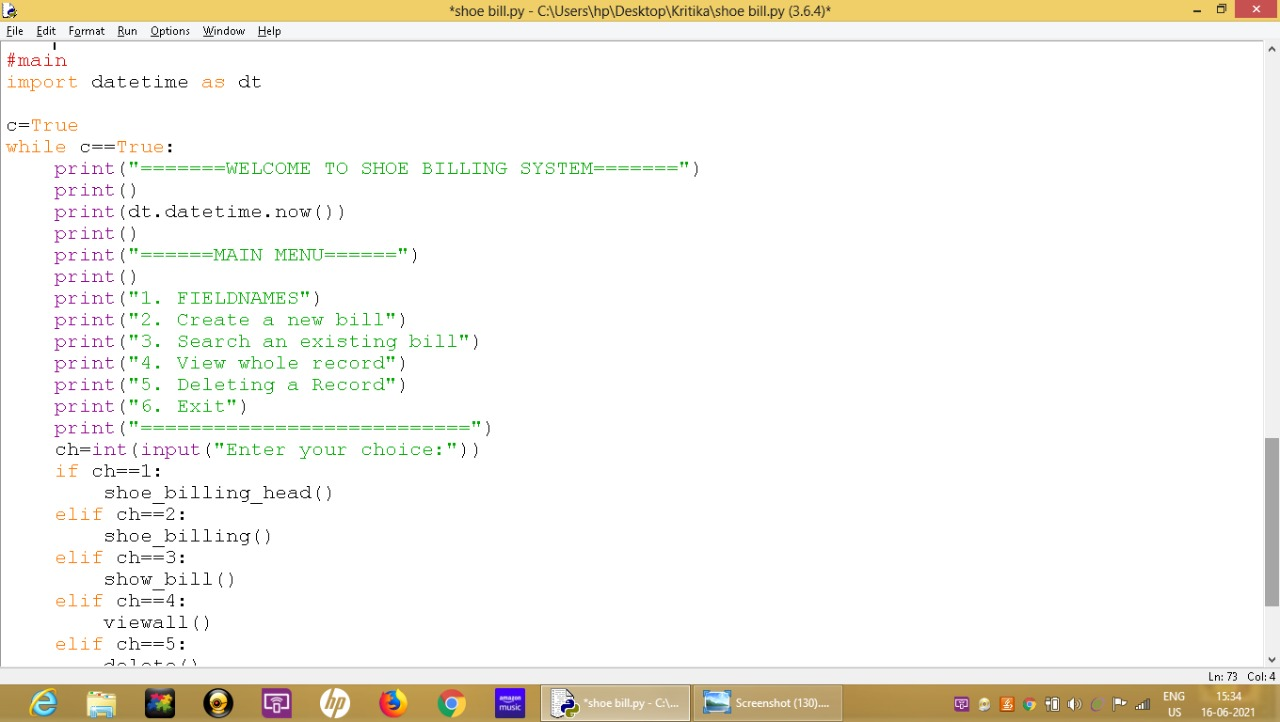 *shoe bill.py - C:\Users\hp\Desktop\Kritika\shoe bill.py (3.6.4)*
File Edit Format Run Options Window Help
#main
import datetime as dt
c=True
while c==True:
    print("=======WELCOME TO SHOE BILLING SYSTEM=======")
    print()
    print(dt.datetime.now())
    print()
    print("======MAIN MENU======")
    print()
    print("1. FIELDNAMES")
    print("2. Create a new bill")
    print("3. Search an existing bill")
    print("4. View whole record")
    print("5. Deleting a Record")
    print("6. Exit")
    print("===========================")
    ch=int(input("Enter your choice:"))
    if ch==1:
        shoe_billing_head()
    elif ch==2:
        shoe_billing()
    elif ch==3:
        show_bill()
    elif ch==4:
        viewall()
    elif ch==5:
        delete()
Ln: 73 Col: 4
hp
amazon music
*shoe bill.py - C:\...
Screenshot (130)....
ENG
US
15:34
16-06-2021